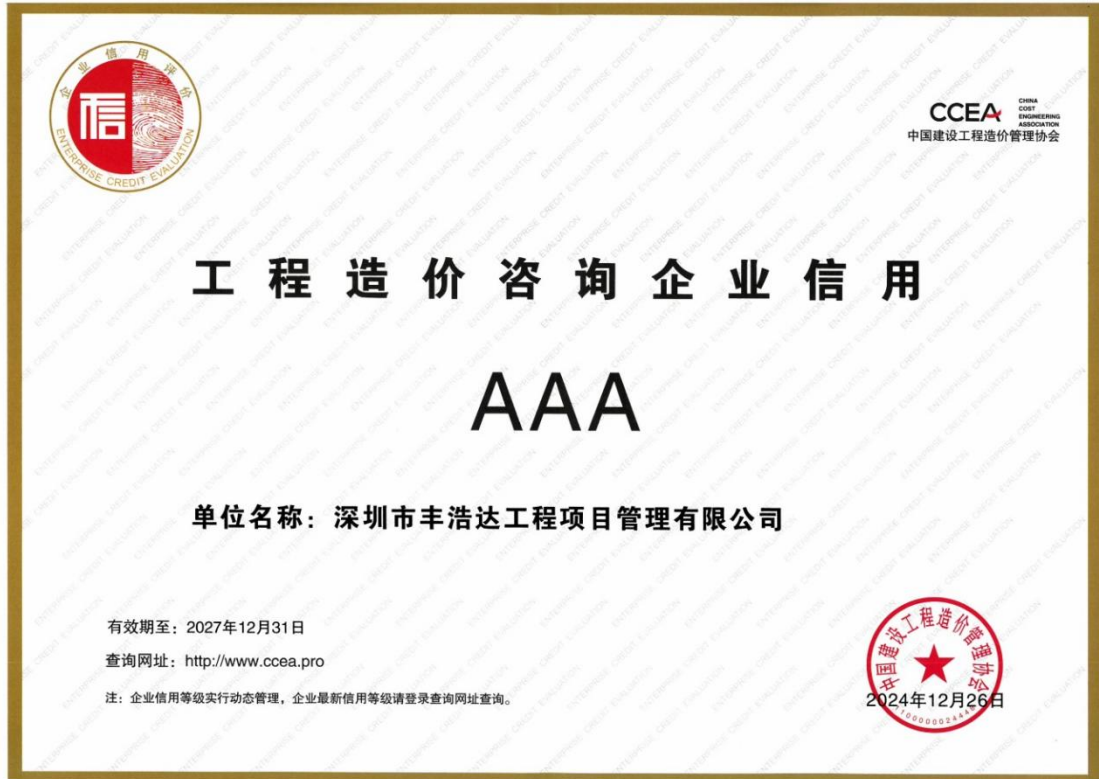 企业信用评价
ENTERPRISE CREDIT EVALUATION
CCEA
CHINA
COST
ENGINEERING
ASSOCIATION
中国建设工程造价管理协会
工程造价咨询企业信用
AAA
单位名称：深圳市丰浩达工程项目管理有限公司
有效期至：2027年12月31日
查询网址：http://www.ccea.pro
注：企业信用等级实行动态管理，企业最新信用等级请登录查询网址查询。
中国建设工程造价管理协会
2024年12月26日